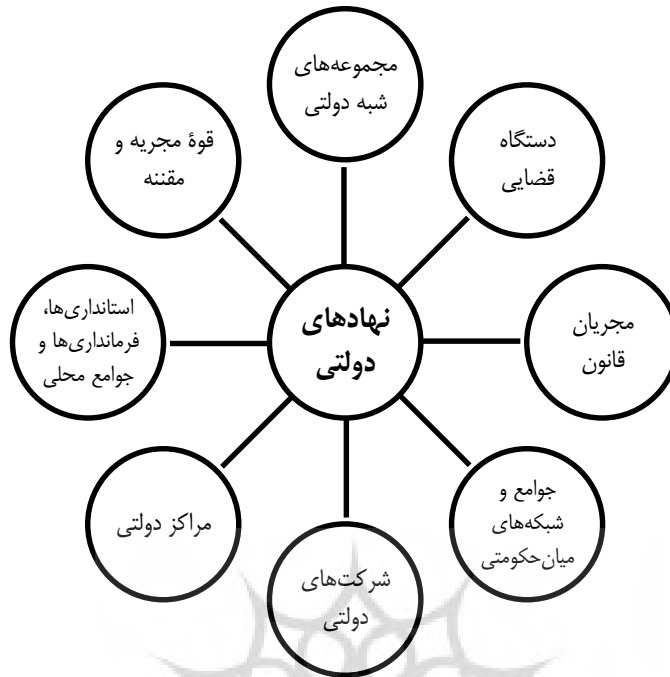 مجموعه‌های
شبه دولتی
دستگاه
قضایی
مجریان
قانون
جوامع و
شبکه‌های
میان‌حکومتی
شرکت‌های
دولتی
مراکز دولتی
استانداری‌ها،
فرمانداری‌ها و
جوامع محلی
قوۀ مجریه و
مقننه
نهادهای
دولتی